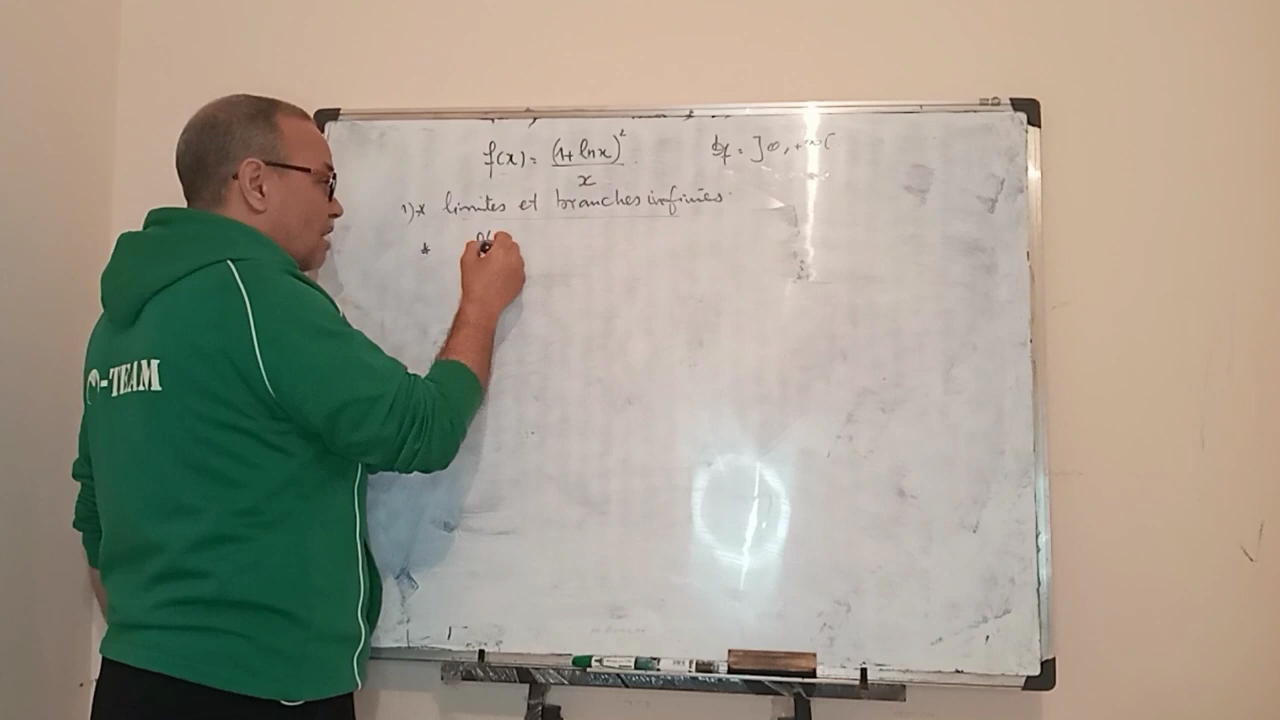 f(x) = (1+ lnx)² / x
Df = ]0, +∞[
1)* limites et branches infinies
*
-TEAM